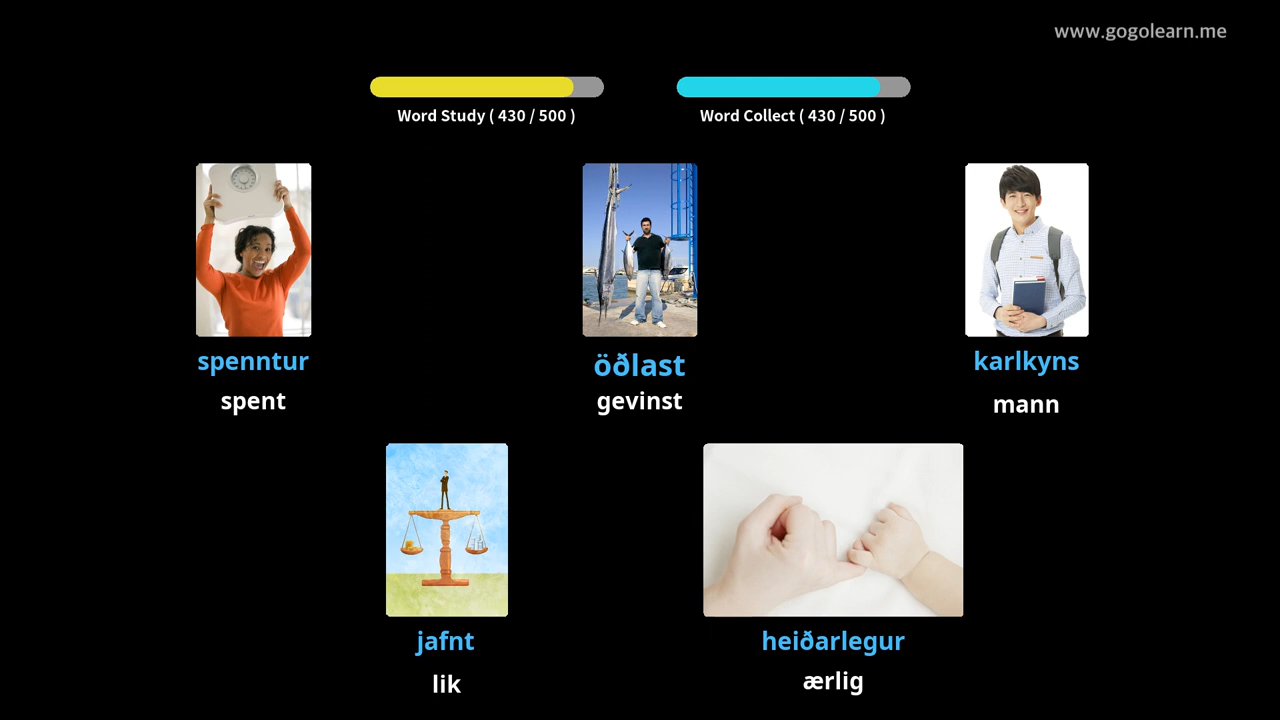 www.gogolearn.me
Word Study ( 430 / 500 )
Word Collect ( 430 / 500 )
spenntur
spent
öðlast
gevinst
karlkyns
mann
jafnt
lik
heiðarlegur
ærlig